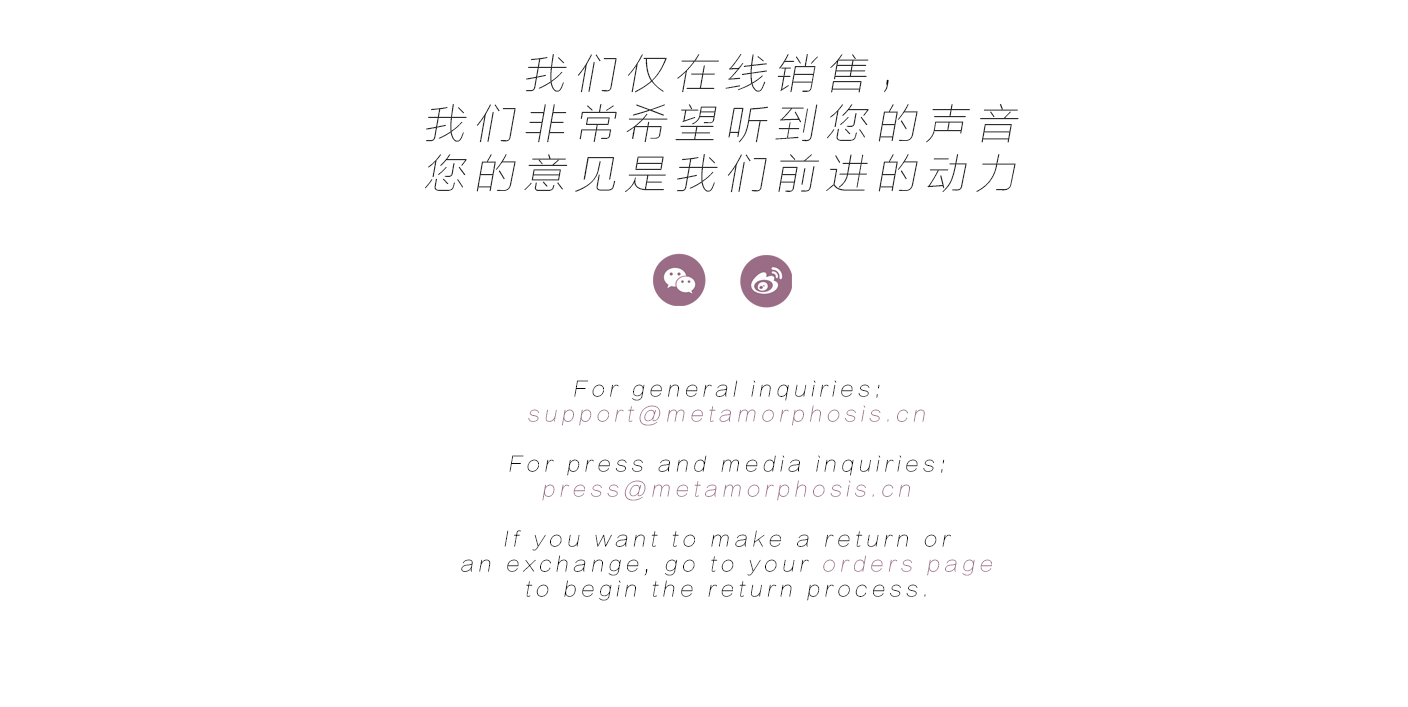 我们仅在线销售，
我们非常希望听到您的声音
您的意见是我们前进的动力
For general inquiries;
support@metamorphosis.cn
For press and media inquiries;
press@metamorphosis.cn
If you want to make a return or
an exchange, go to your orders page
to begin the return process.